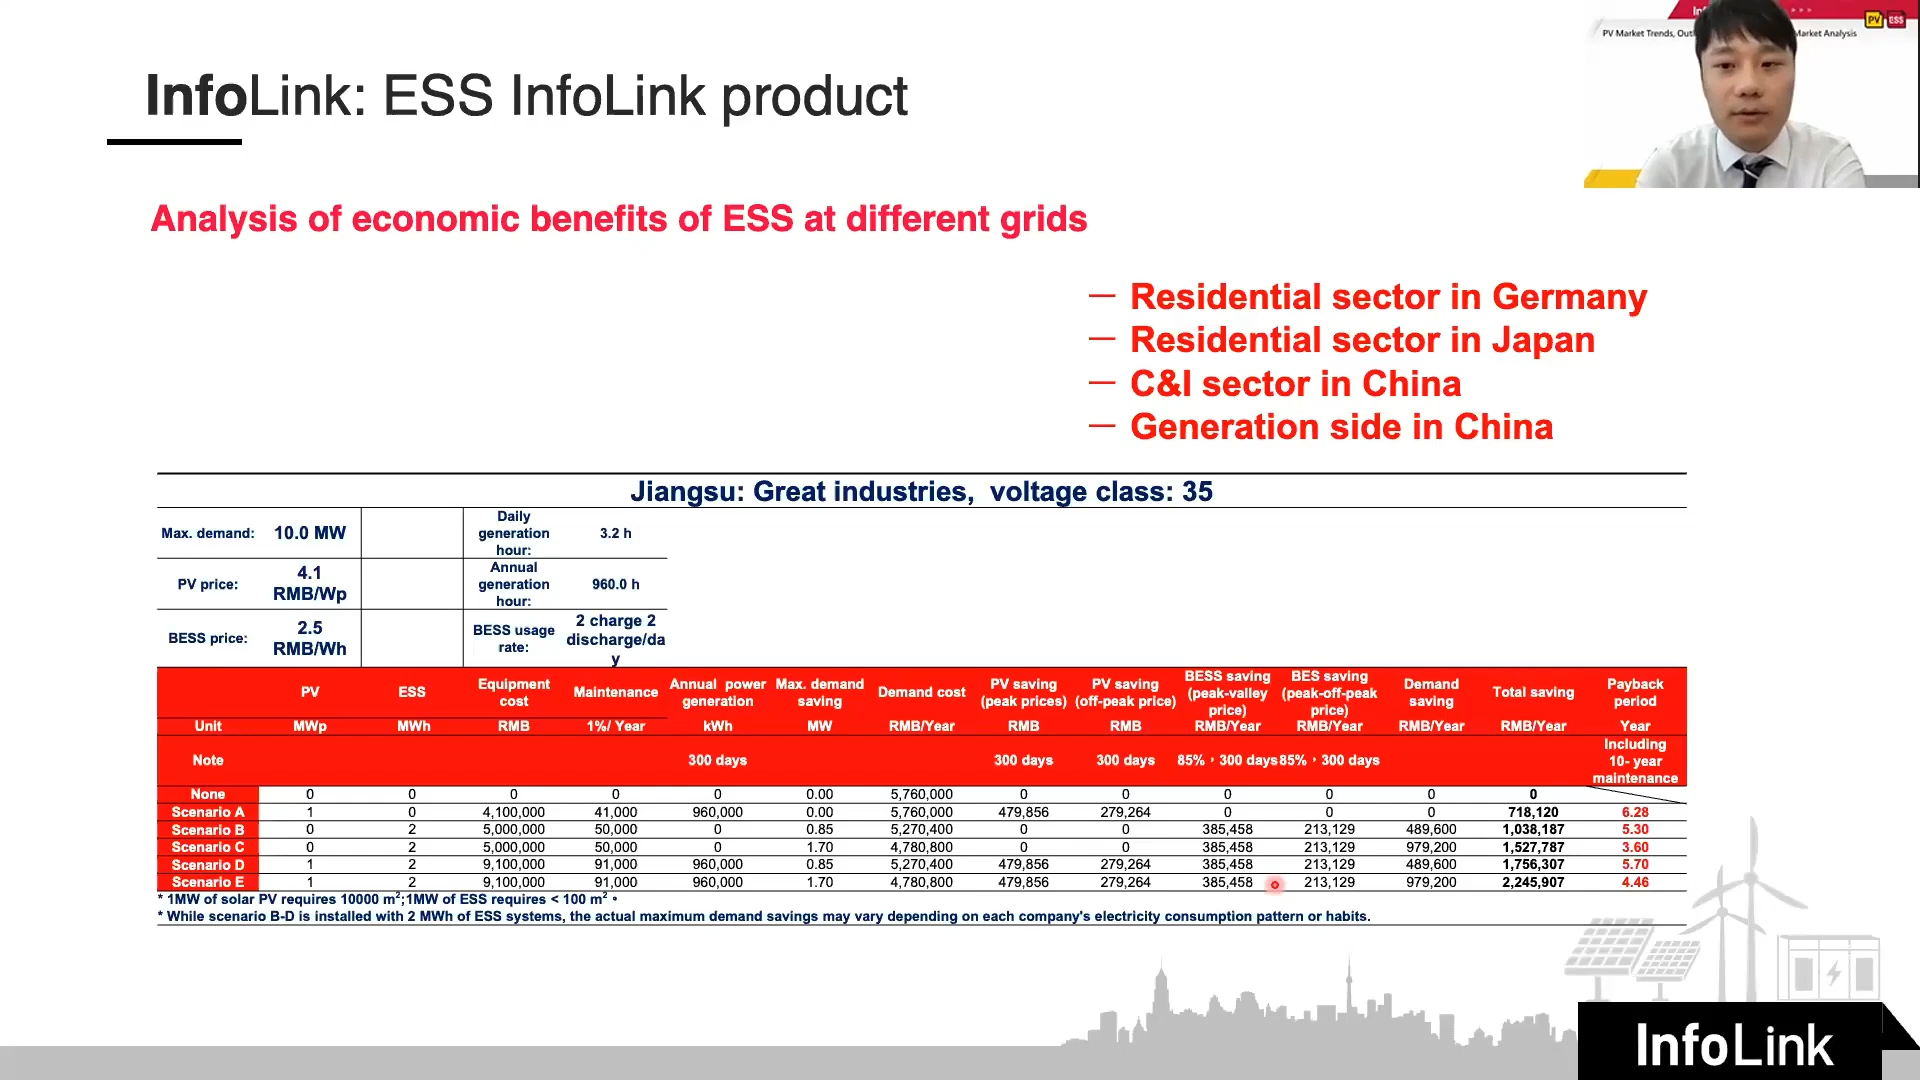 InfoLink: ESS InfoLink product
PV ESS
PV Market Trends, Market Analysis
Analysis of economic benefits of ESS at different grids
— Residential sector in Germany
— Residential sector in Japan
— C&I sector in China
— Generation side in China
Jiangsu: Great industries, voltage class: 35
Max. demand: 10.0 MW Daily generation hour: 3.2 h
PV price: 4.1 RMB/Wp Annual generation hour: 960.0 h
BESS price: 2.5 RMB/Wh BESS usage rate: 2 charge 2 discharge/day
PV ESS Equipment cost Maintenance Annual power generation Max. demand saving Demand cost PV saving (peak prices) PV saving (off-peak price) BESS saving (peak-valley price) BES saving (peak-off-peak price) Demand saving Total saving Payback period
Unit MWp MWh RMB 1%/ Year kWh MW RMB/Year RMB RMB RMB/Year RMB/Year RMB/Year RMB/Year Year
Note 300 days 300 days 300 days 85%，300 days 85%，300 days Including 10- year maintenance
None 0 0 0 0 0 0.00 5,760,000 0 0 0 0 0 0
Scenario A 1 0 4,100,000 41,000 960,000 0.00 5,760,000 479,856 279,264 0 0 0 718,120 6.28
Scenario B 0 2 5,000,000 50,000 0 0.85 5,270,400 0 0 385,458 213,129 489,600 1,038,187 5.30
Scenario C 0 2 5,000,000 50,000 0 1.70 4,780,800 0 0 385,458 213,129 979,200 1,527,787 3.60
Scenario D 1 2 9,100,000 91,000 960,000 0.85 5,270,400 479,856 279,264 385,458 213,129 489,600 1,756,307 5.70
Scenario E 1 2 9,100,000 91,000 960,000 1.70 4,780,800 479,856 279,264 385,458 213,129 979,200 2,245,907 4.46
* 1MW of solar PV requires 10000 m²;1MW of ESS requires < 100 m²。
* While scenario B-D is installed with 2 MWh of ESS systems, the actual maximum demand savings may vary depending on each company's electricity consumption pattern or habits.
InfoLink